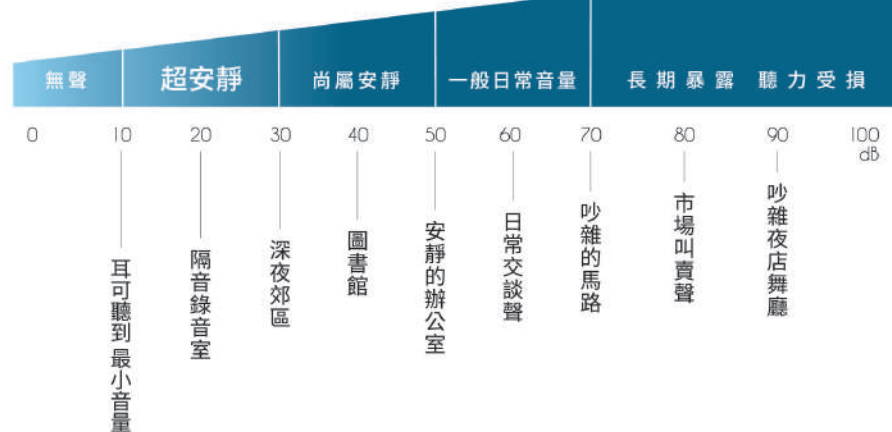 無聲 超安靜 尚屬安靜 一般日常音量 長期暴露 聽力受損
0 10 20 30 40 50 60 70 80 90 100
dB
耳可聽到最小音量
隔音錄音室
深夜郊區
圖書館
安靜的辦公室
日常交談聲
吵雜的馬路
市場叫賣聲
吵雜夜店舞廳